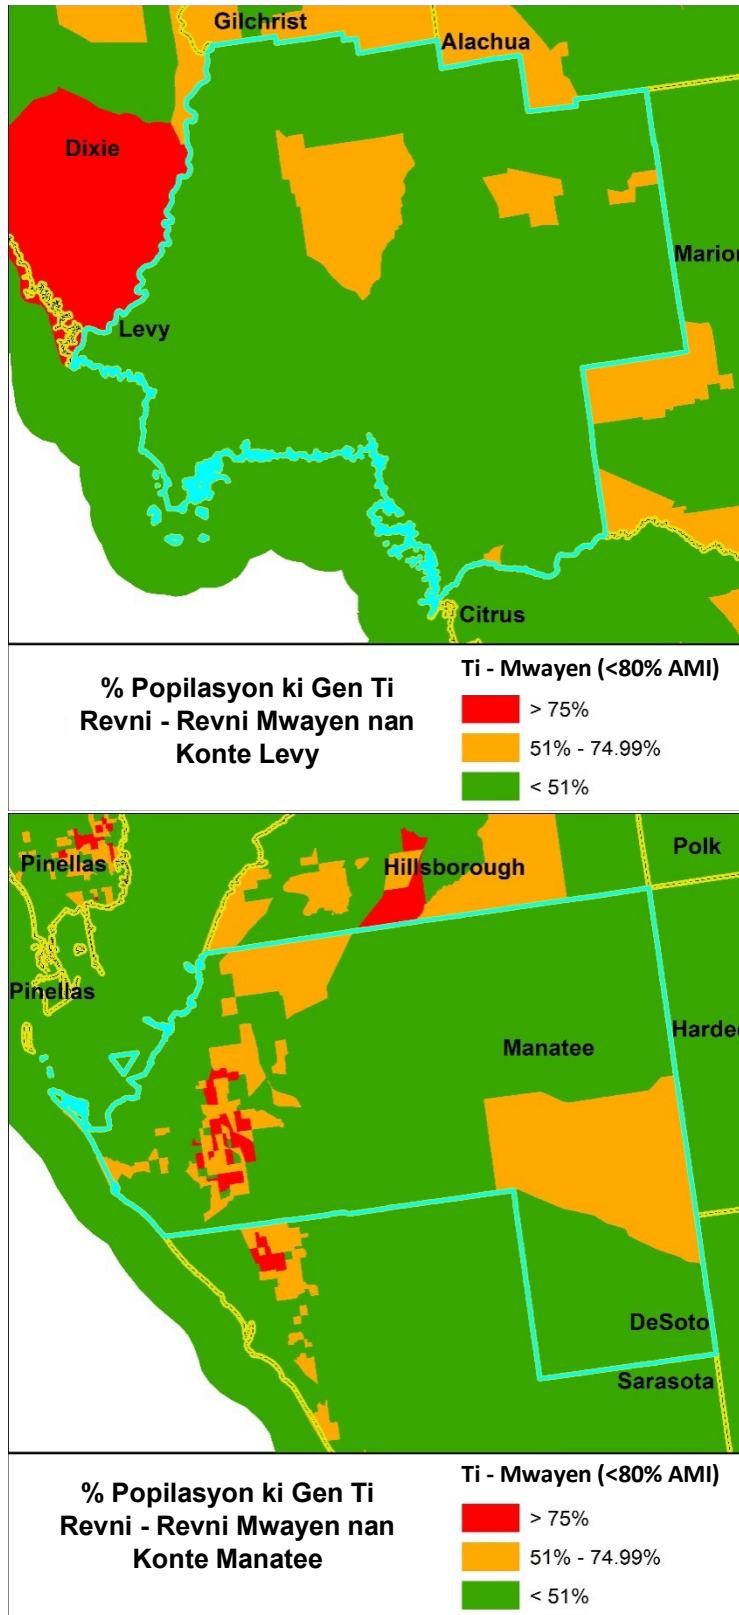 Gilchrist
Alachua
Dixie
Marion
Levy
Citrus
% Popilasyon ki Gen Ti
Revni - Revni Mwayen nan
Konte Levy
Ti - Mwayen (<80% AMI)
> 75%
51% - 74.99%
< 51%
Polk
Pinellas
Hillsborough
Pinellas
Hardee
Manatee
DeSoto
Sarasota
% Popilasyon ki Gen Ti
Revni - Revni Mwayen nan
Konte Manatee
Ti - Mwayen (<80% AMI)
> 75%
51% - 74.99%
< 51%